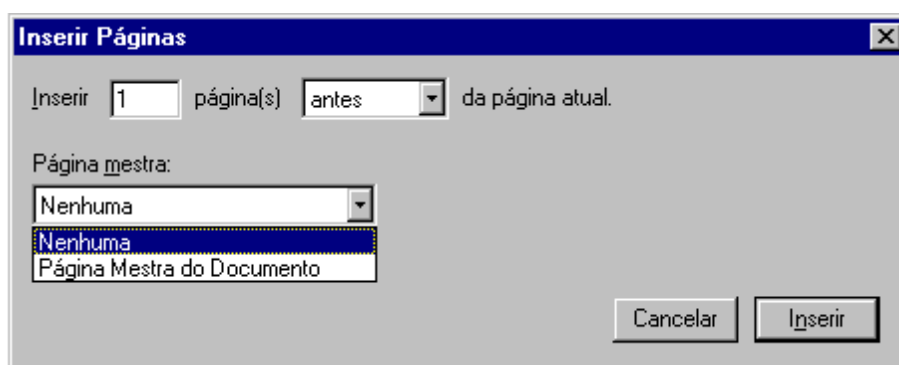 Inserir Páginas
Inserir 1 página(s) antes da página atual.
Página mestra:
Nenhuma
Nenhuma
Página Mestra do Documento
Cancelar Inserir